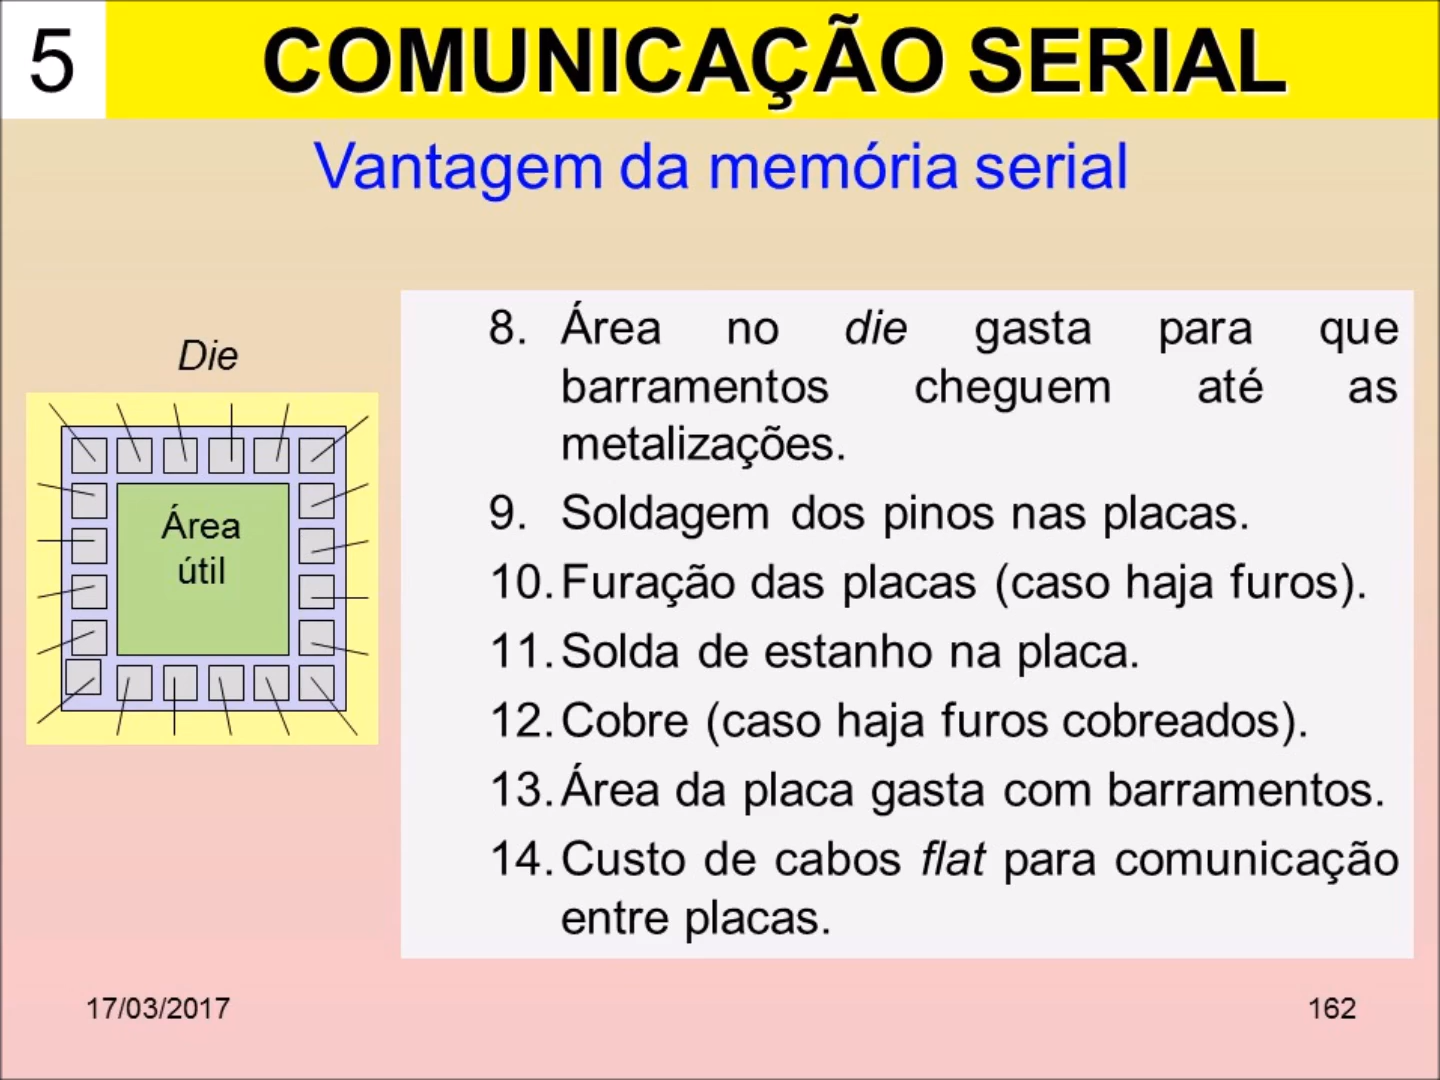 5
COMUNICAÇÃO SERIAL
Vantagem da memória serial
Die
Área
útil
8. Área no die gasta para que
barramentos cheguem até as
metalizações.
9. Soldagem dos pinos nas placas.
10. Furação das placas (caso haja furos).
11. Solda de estanho na placa.
12. Cobre (caso haja furos cobreados).
13. Área da placa gasta com barramentos.
14. Custo de cabos flat para comunicação
entre placas.
17/03/2017
162